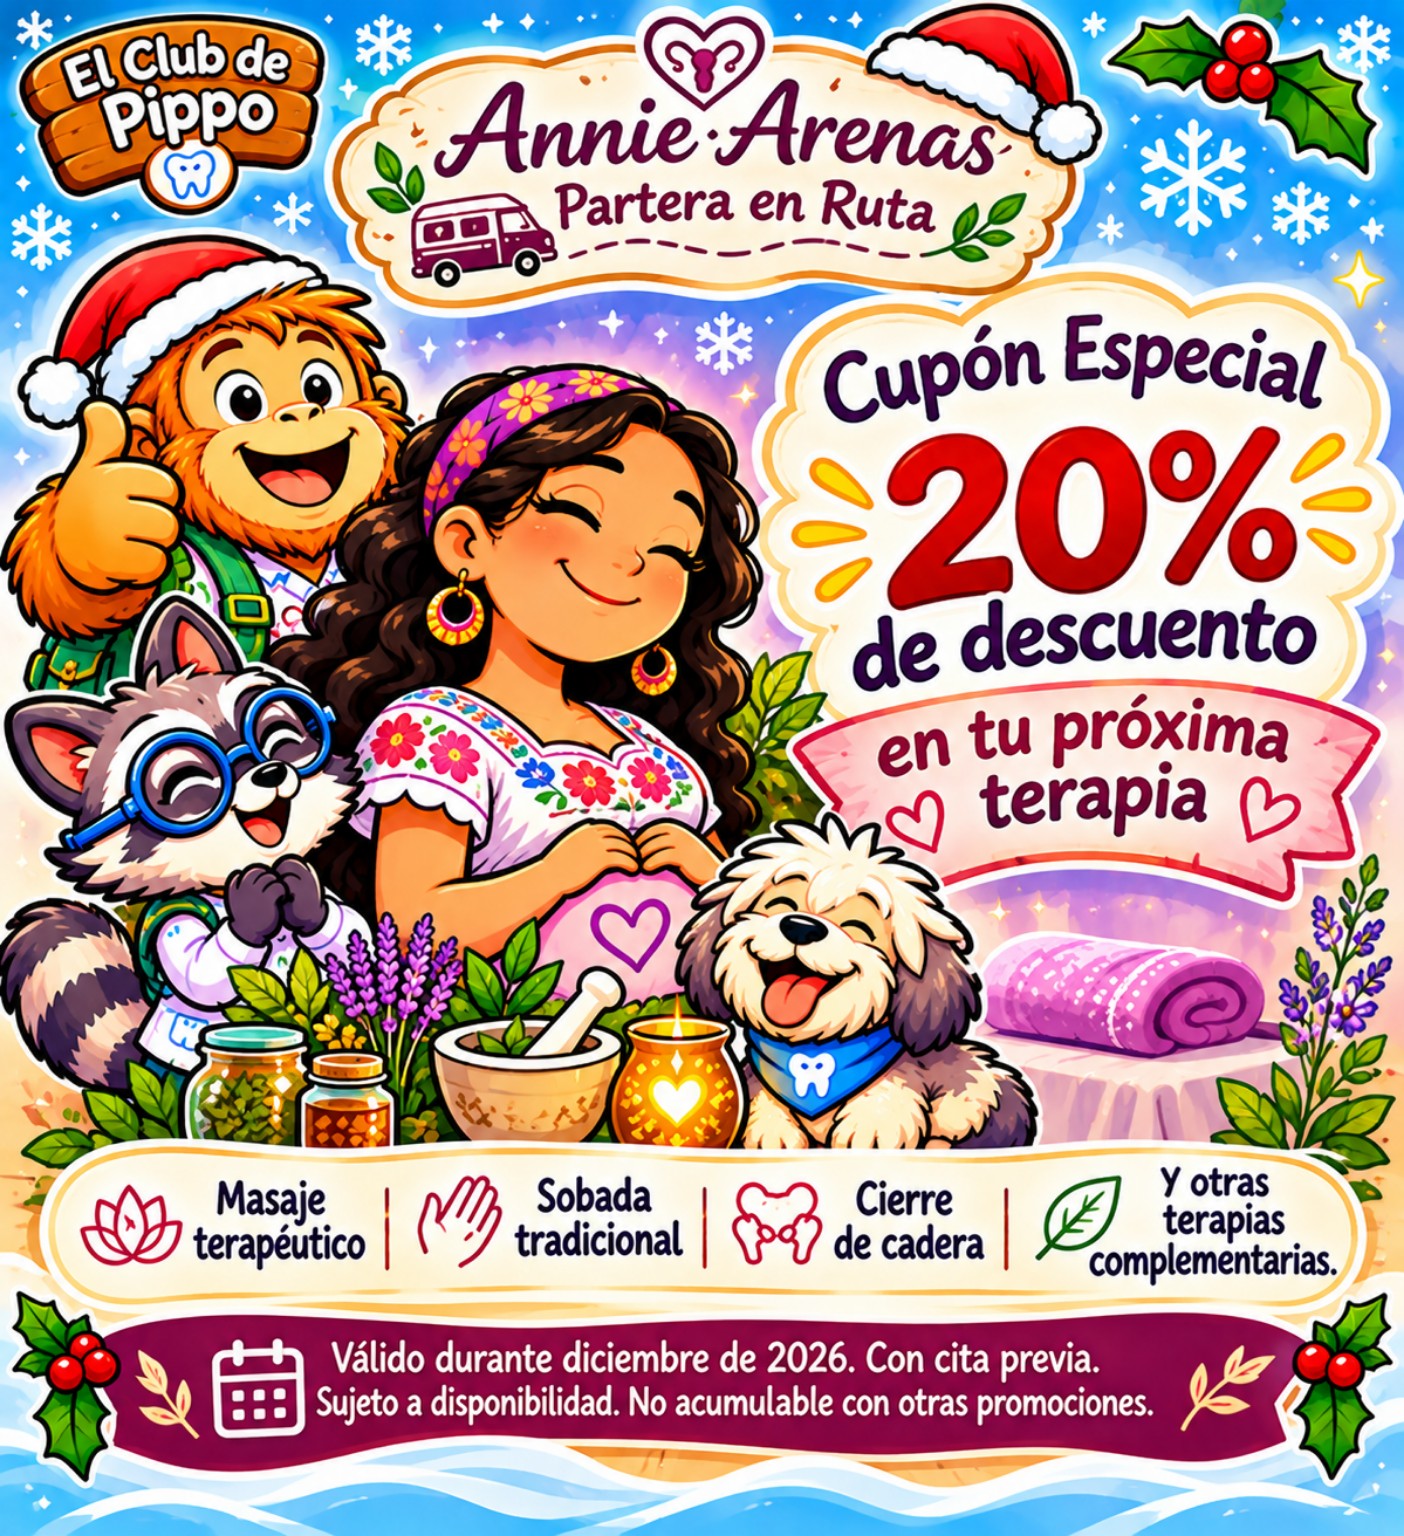 El Club de
Pippo
Annie · Arenas
Partera en Ruta
Cupón Especial
20%
de descuento
en tu próxima
terapia
Masaje
terapéutico
Sobada
tradicional
Cierre
de cadera
Y otras
terapias
complementarias.
Válido durante diciembre de 2026. Con cita previa.
Sujeto a disponibilidad. No acumulable con otras promociones.